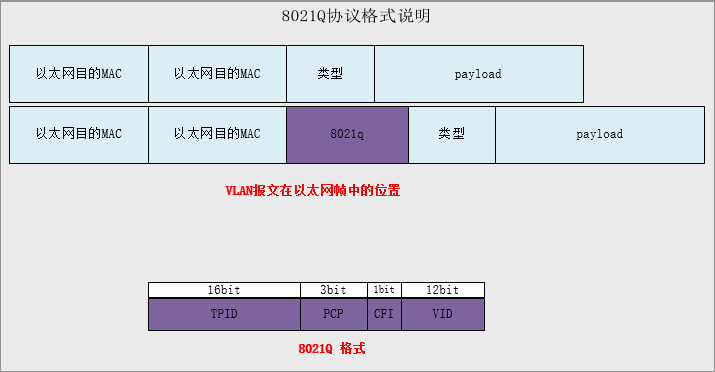 8021Q协议格式说明
以太网目的MAC 以太网目的MAC 类型 payload
以太网目的MAC 以太网目的MAC 8021q 类型 payload
VLAN报文在以太网帧中的位置
16bit 3bit 1bit 12bit
TPID PCP CFI VID
8021Q 格式